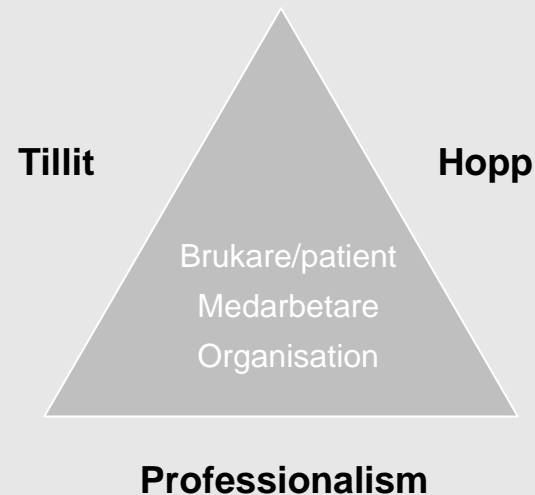 Tillit
Hopp
Brukare/patient
Medarbetare
Organisation
Professionalism